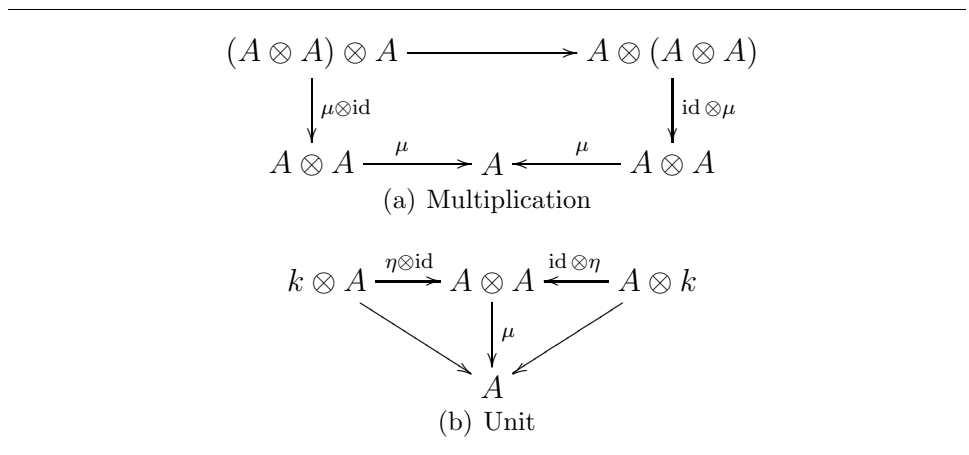 (A ⊗ A) ⊗ A A ⊗ (A ⊗ A)
μ⊗id id ⊗μ
A ⊗ A μ A μ A ⊗ A
(a) Multiplication
k ⊗ A η⊗id A ⊗ A id ⊗η A ⊗ k
μ
A
(b) Unit